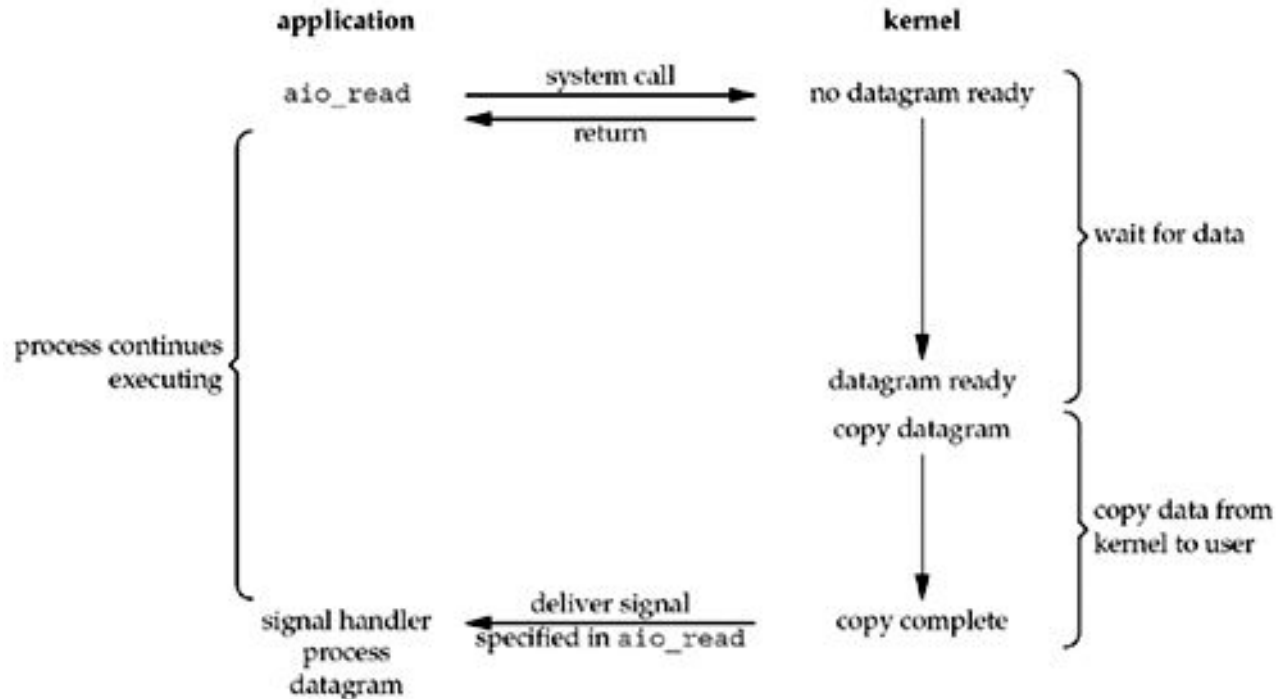 application
kernel
aio_read
system call
no datagram ready
return
wait for data
process continues
executing
datagram ready
copy datagram
copy data from
kernel to user
deliver signal
specified in aio_read
copy complete
signal handler
process
datagram